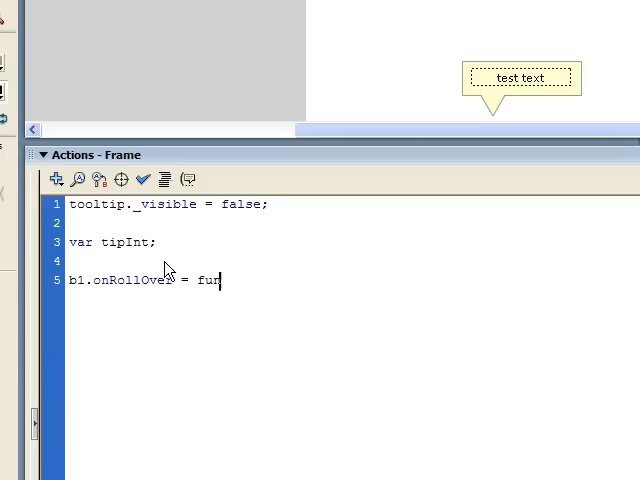 test text
Actions - Frame
1 tooltip._visible = false;
2
3 var tipInt;
4
5 b1.onRollOver = fun